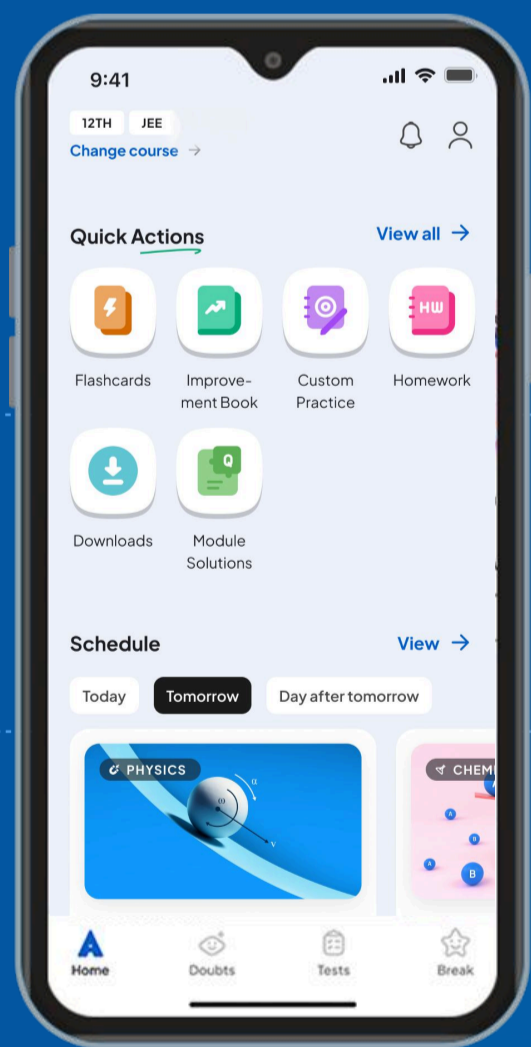 9:41
12TH JEE
Change course →
Quick Actions
View all →
Flashcards
Improve-
ment Book
Custom
Practice
HW
Homework
Downloads
Q
Module
Solutions
Schedule
View →
Today Tomorrow Day after tomorrow
PHYSICS
α
ω
v
CHEMI
A
B
A
A
B
Home Doubts Tests Break